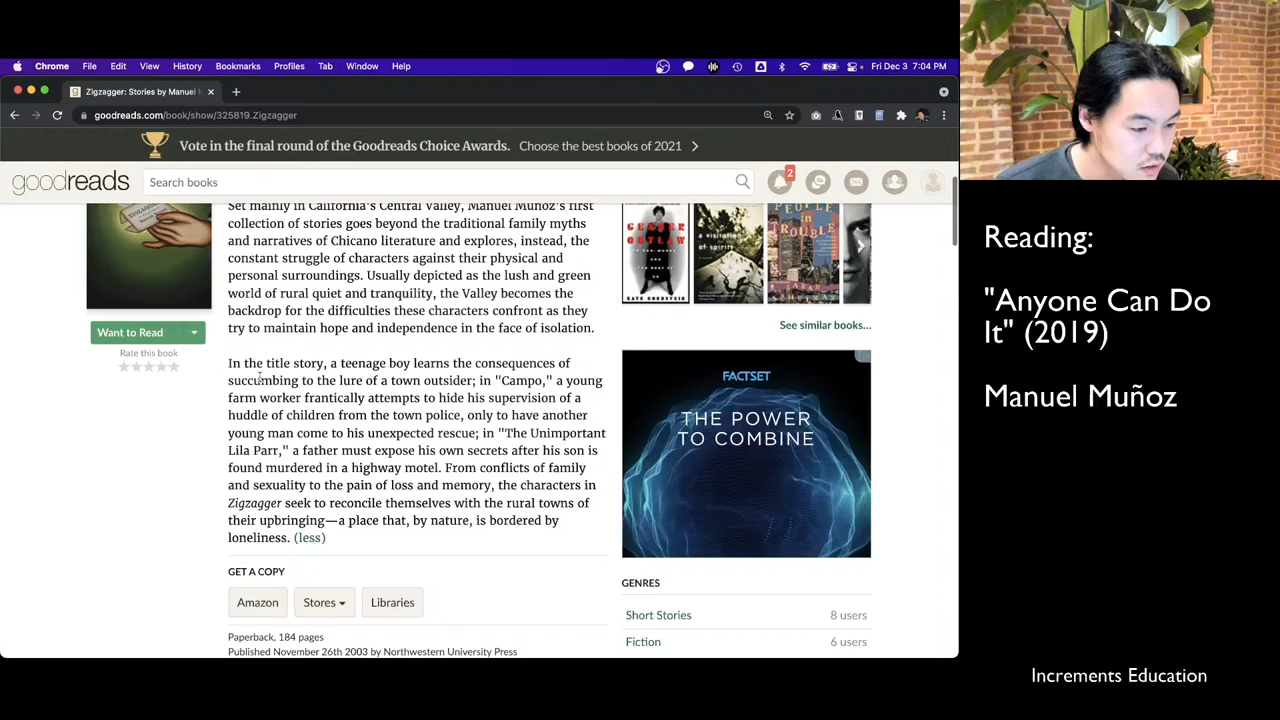 Chrome File Edit View History Bookmarks Profiles Tab Window Help Fri Dec 3 7:04 PM
Zigzagger: Stories by Manuel
goodreads.com/book/show/325819.Zigzagger
Vote in the final round of the Goodreads Choice Awards. Choose the best books of 2021
goodreads Search books 2
Set mainly in California's Central Valley, Manuel Muñoz's first
collection of stories goes beyond the traditional family myths
and narratives of Chicano literature and explores, instead, the
constant struggle of characters against their physical and
personal surroundings. Usually depicted as the lush and green
world of rural quiet and tranquility, the Valley becomes the
backdrop for the difficulties these characters confront as they
try to maintain hope and independence in the face of isolation.
In the title story, a teenage boy learns the consequences of
succumbing to the lure of a town outsider; in "Campo," a young
farm worker frantically attempts to hide his supervision of a
huddle of children from the town police, only to have another
young man come to his unexpected rescue; in "The Unimportant
Lila Parr," a father must expose his own secrets after his son is
found murdered in a highway motel. From conflicts of family
and sexuality to the pain of loss and memory, the characters in
Zigzagger seek to reconcile themselves with the rural towns of
their upbringing—a place that, by nature, is bordered by
loneliness. (less)
GET A COPY
Amazon Stores Libraries
Paperback, 184 pages
Published November 26th 2003 by Northwestern University Press
Want to Read
Rate this book
GENDER
OUTLAW
KATE BORNSTEIN
a visitation
of spirits
PEOPLE
IN
TROUBLE
SARAH
SCHULMAN
See similar books...
FACTSET
THE POWER
TO COMBINE
GENRES
Short Stories 8 users
Fiction 6 users
Reading:
"Anyone Can Do
It" (2019)
Manuel Muñoz
Increments Education